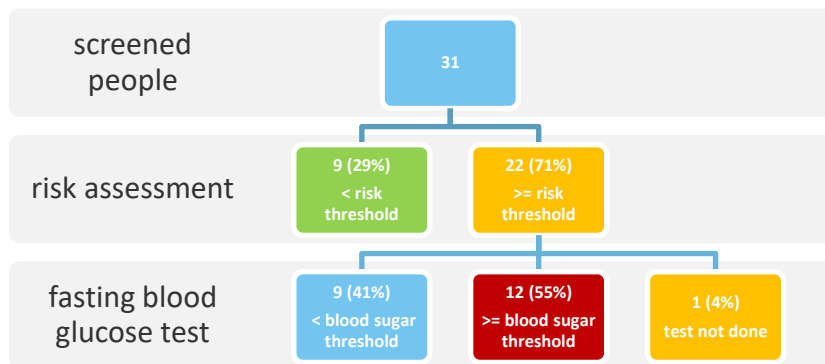 screened
people
31
risk assessment
9 (29%)
< risk
threshold
22 (71%)
>= risk
threshold
fasting blood
glucose test
9 (41%)
< blood sugar
threshold
12 (55%)
>= blood sugar
threshold
1 (4%)
test not done